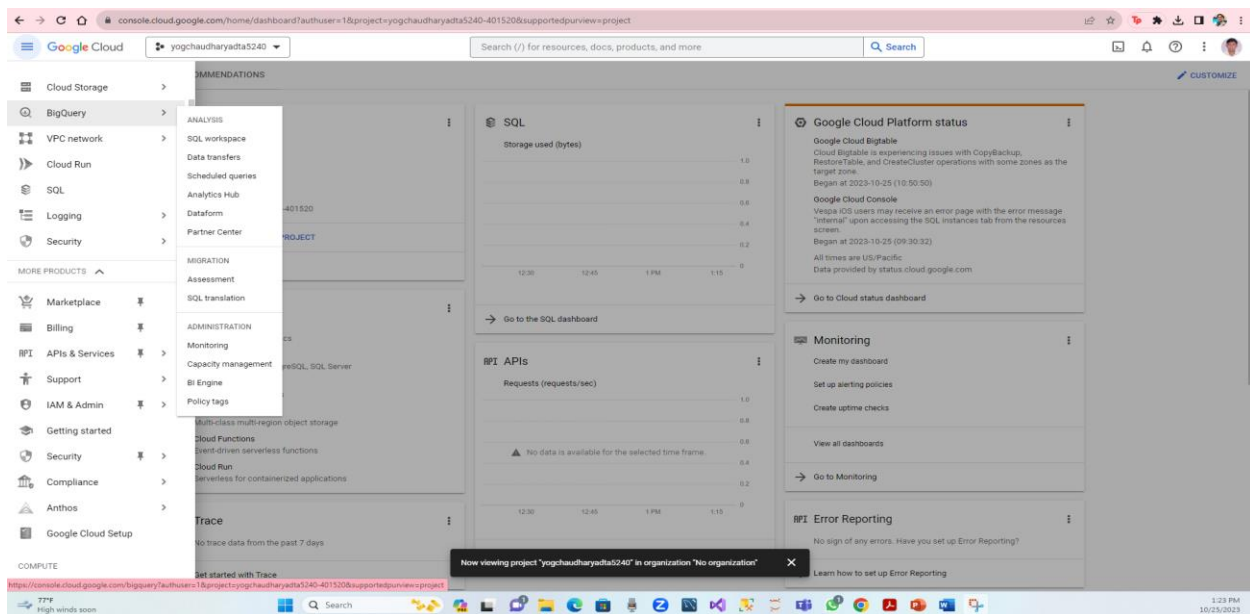 console.cloud.google.com/home/dashboard?authuser=1&project=yogchaudharyadta5240-401520&supportedpurview=project
Google Cloud
yogchaudharyadta5240
Search (/) for resources, docs, products, and more
Search
OMMENDATIONS
CUSTOMIZE
Cloud Storage
BigQuery
VPC network
Cloud Run
SQL
Logging
Security
MORE PRODUCTS
Marketplace
Billing
APIs & Services
Support
IAM & Admin
Getting started
Security
Compliance
Anthos
Google Cloud Setup
COMPUTE
ANALYSIS
SQL workspace
Data transfers
Scheduled queries
Analytics Hub
Dataform
Partner Center
MIGRATION
Assessment
SQL translation
ADMINISTRATION
Monitoring
Capacity management
BI Engine
Policy tags
-401520
PROJECT
cs
greSQL, SQL Server
Multi-class multi-region object storage
Cloud Functions
Event-driven serverless functions
Cloud Run
Serverless for containerized applications
Trace
No trace data from the past 7 days
Get started with Trace
SQL
Storage used (bytes)
1.0
0.8
0.6
0.4
0.2
0
12:30 12:45 1 PM 1:15
Go to the SQL dashboard
API APIs
Requests (requests/sec)
1.0
0.8
0.6
0.4
0.2
0
No data is available for the selected time frame.
12:30 12:45 1 PM 1:15
Google Cloud Platform status
Google Cloud Bigtable
Cloud Bigtable is experiencing issues with CopyBackup,
RestoreTable, and CreateCluster operations with some zones as the
target zone.
Began at 2023-10-25 (10:50:50)
Google Cloud Console
Vespa iOS users may receive an error page with the error message
"internal" upon accessing the SQL Instances tab from the resources
screen.
Began at 2023-10-25 (09:30:32)
All times are US/Pacific
Data provided by status.cloud.google.com
Go to Cloud status dashboard
Monitoring
Create my dashboard
Set up alerting policies
Create uptime checks
View all dashboards
Go to Monitoring
Error Reporting
No sign of any errors. Have you set up Error Reporting?
Learn how to set up Error Reporting
Now viewing project "yogchaudharyadta5240" in organization "No organization"
https://console.cloud.google.com/bigquery?authuser=1&project=yogchaudharyadta5240-401520&supportedpurview=project
77°F
High winds soon
Search
1:23 PM
10/25/2023